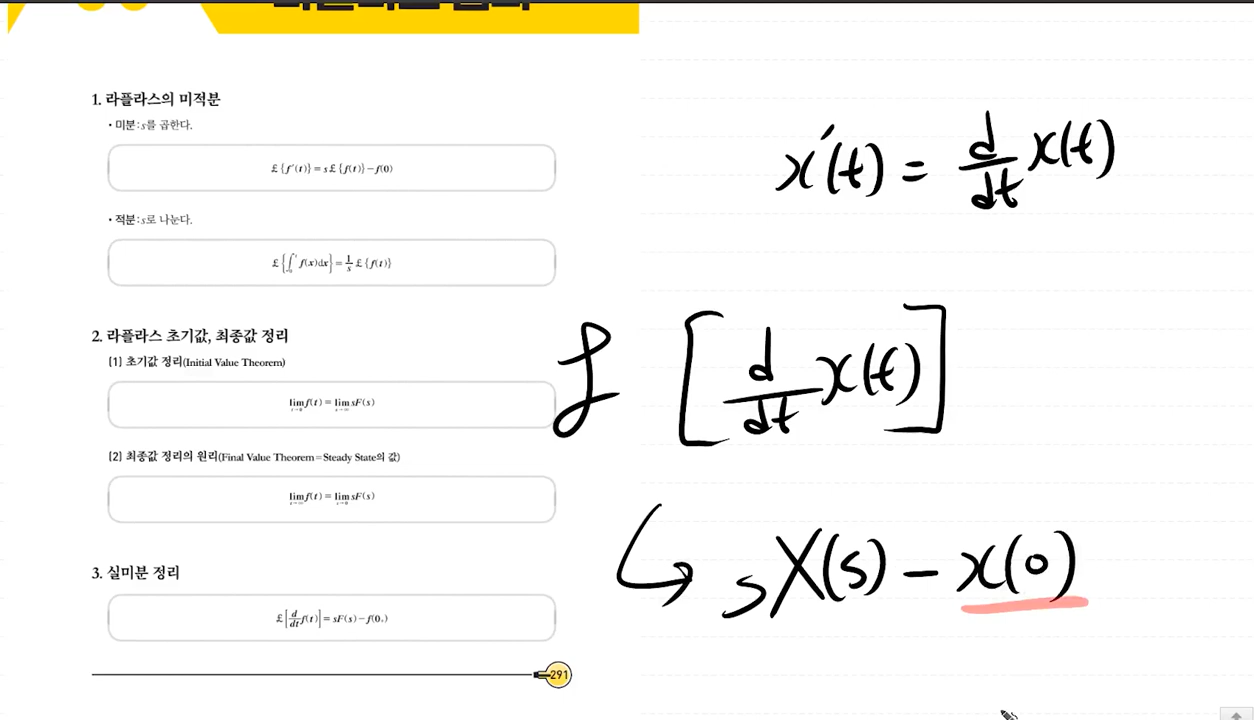 1. 라플라스의 미적분
• 미분: s를 곱한다.
£{f′(t)} = s£{f(t)} − f(0)
• 적분: s로 나눈다.
£{∫ f(x)dx} = 1/s £{f(t)}
2. 라플라스 초기값, 최종값 정리
[1] 초기값 정리(Initial Value Theorem)
lim f(t) = lim sF(s)
[2] 최종값 정리의 원리(Final Value Theorem = Steady State의 값)
lim f(t) = lim sF(s)
3. 실미분 정리
£[d/dt f(t)] = sF(s) − f(0₊)
291
x′(t) = d/dt x(t)
£ [d/dt x(t)]
↳ sX(s) − x(0)